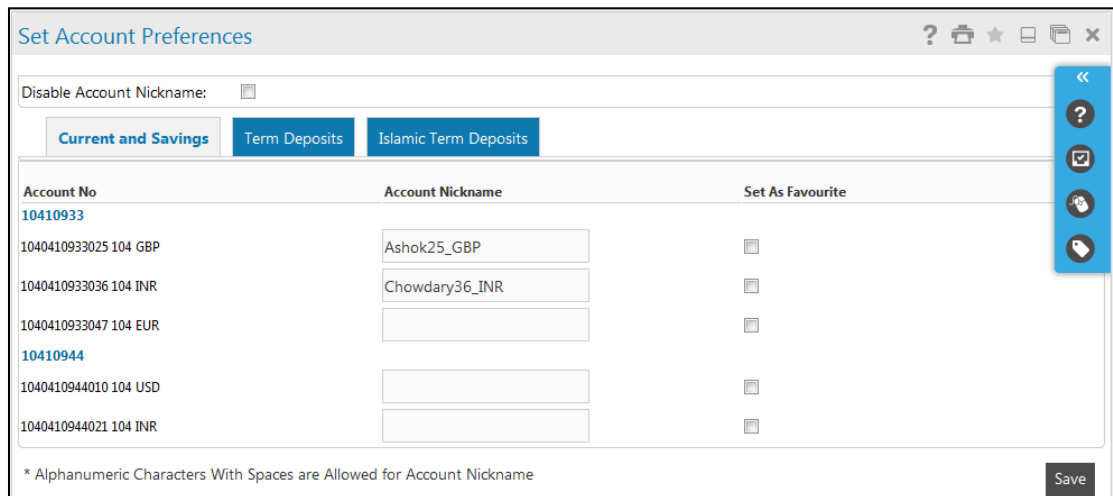 Set Account Preferences
Disable Account Nickname:
Current and Savings Term Deposits Islamic Term Deposits
Account No Account Nickname Set As Favourite
10410933
1040410933025 104 GBP Ashok25_GBP
1040410933036 104 INR Chowdary36_INR
1040410933047 104 EUR
10410944
1040410944010 104 USD
1040410944021 104 INR
* Alphanumeric Characters With Spaces are Allowed for Account Nickname
Save